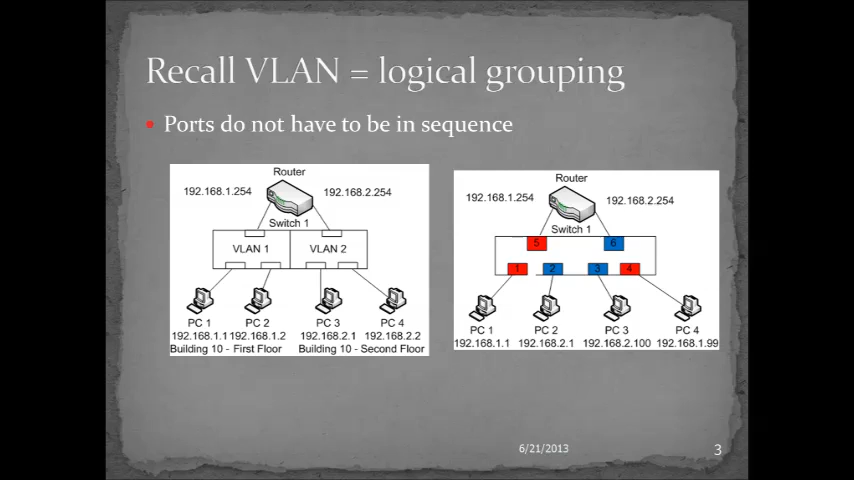 Recall VLAN = logical grouping
Ports do not have to be in sequence
Router
192.168.1.254 192.168.2.254
Switch 1
VLAN 1 VLAN 2
PC 1 PC 2 PC 3 PC 4
192.168.1.1 192.168.1.2 192.168.2.1 192.168.2.2
Building 10 - First Floor Building 10 - Second Floor
Router
192.168.1.254 192.168.2.254
Switch 1
5 6
1 2 3 4
PC 1 PC 2 PC 3 PC 4
192.168.1.1 192.168.2.1 192.168.2.100 192.168.1.99
6/21/2013 3